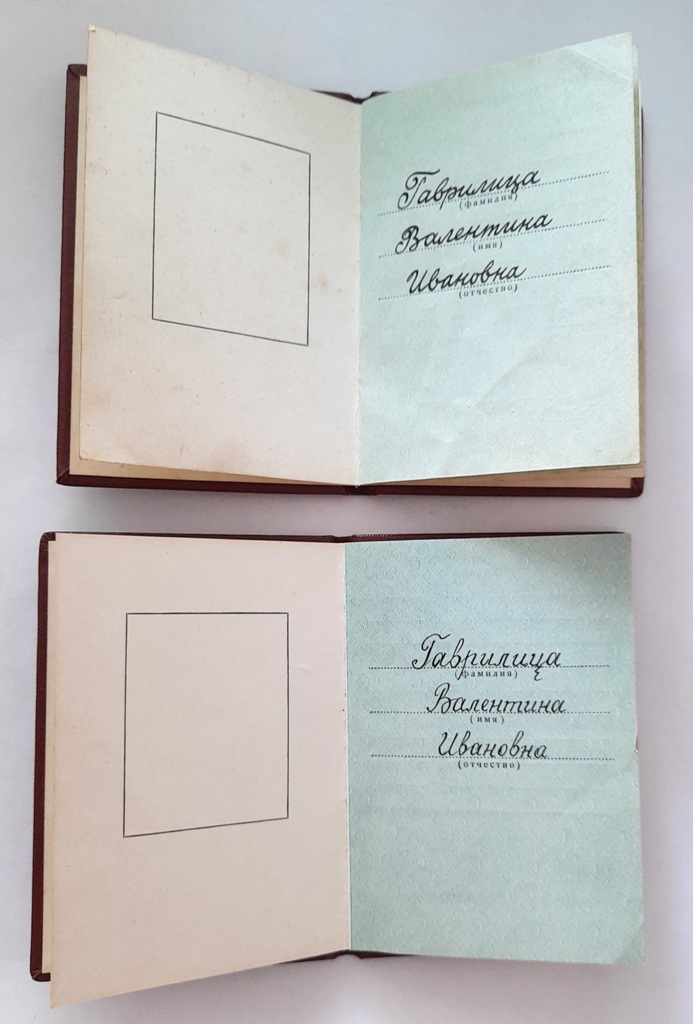 Гаврилица
(фамилия)
Валентина
(имя)
Ивановна
(отчество)
Гаврилица
(фамилия)
Валентина
(имя)
Ивановна
(отчество)